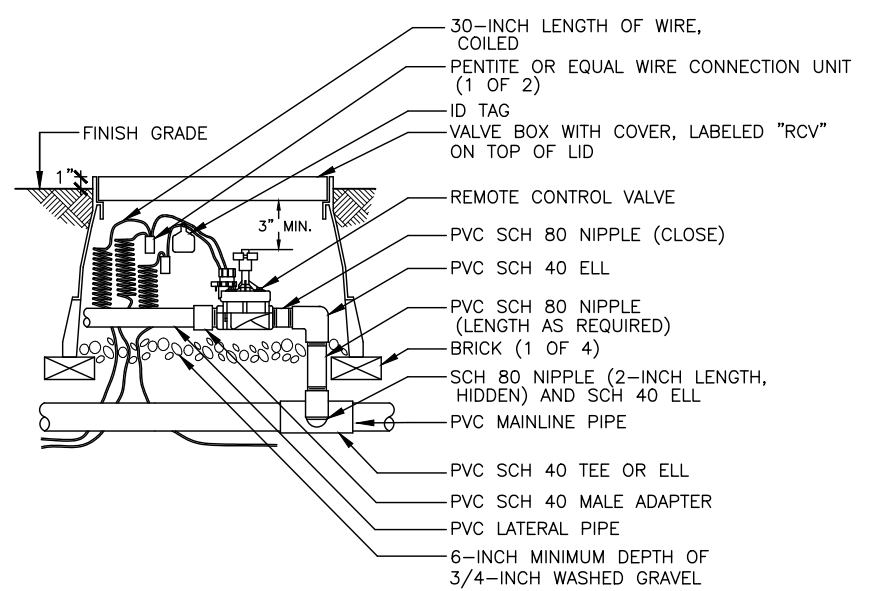 30-INCH LENGTH OF WIRE,
COILED
PENTITE OR EQUAL WIRE CONNECTION UNIT
(1 OF 2)
ID TAG
FINISH GRADE
VALVE BOX WITH COVER, LABELED "RCV"
ON TOP OF LID
1"
REMOTE CONTROL VALVE
3" MIN.
PVC SCH 80 NIPPLE (CLOSE)
PVC SCH 40 ELL
PVC SCH 80 NIPPLE
(LENGTH AS REQUIRED)
BRICK (1 OF 4)
SCH 80 NIPPLE (2-INCH LENGTH,
HIDDEN) AND SCH 40 ELL
PVC MAINLINE PIPE
PVC SCH 40 TEE OR ELL
PVC SCH 40 MALE ADAPTER
PVC LATERAL PIPE
6-INCH MINIMUM DEPTH OF
3/4-INCH WASHED GRAVEL